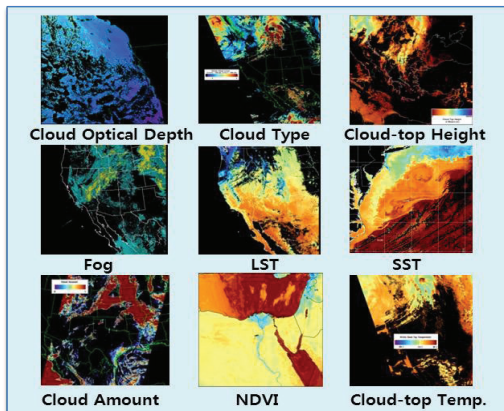 Cloud Optical Depth
Cloud Type
Cloud-top Height
Fog
LST
SST
Cloud Amount
NDVI
Cloud-top Temp.